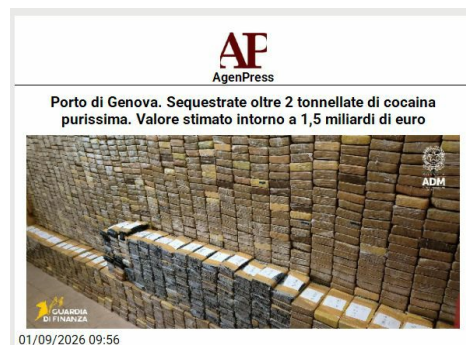 AP
AgenPress
Porto di Genova. Sequestrate oltre 2 tonnellate di cocaina
purissima. Valore stimato intorno a 1,5 miliardi di euro
ADM
GUARDIA
DI FINANZA
01/09/2026 09:56